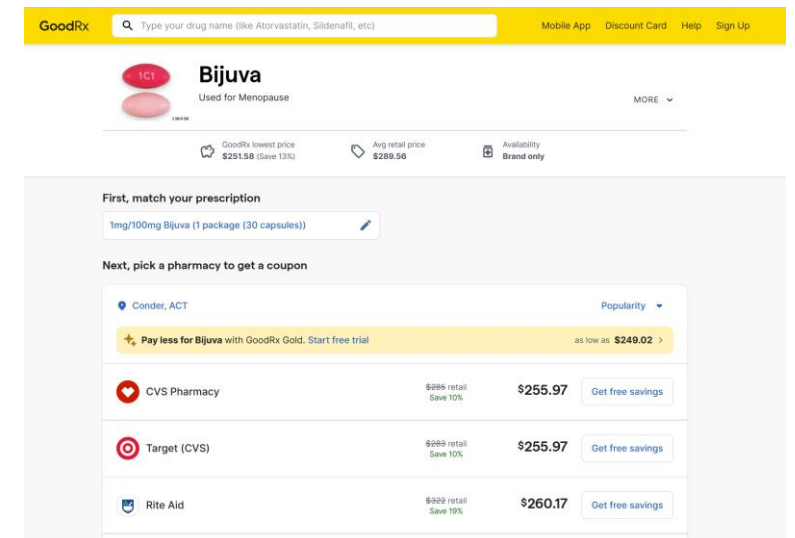 GoodRx
Type your drug name (like Atorvastatin, Sildenafil, etc)
Mobile App
Discount Card
Help
Sign Up
1C1
Bijuva
Used for Menopause
MORE
GoodRx lowest price
$251.58 (Save 13%)
Avg retail price
$289.56
Availability
Brand only
First, match your prescription
1mg/100mg Bijuva (1 package (30 capsules))
Next, pick a pharmacy to get a coupon
Conder, ACT
Popularity
Pay less for Bijuva with GoodRx Gold. Start free trial
as low as $249.02 >
CVS Pharmacy
$285 retail
Save 10%
$255.97
Get free savings
Target (CVS)
$283 retail
Save 10%
$255.97
Get free savings
Rite Aid
$322 retail
Save 19%
$260.17
Get free savings